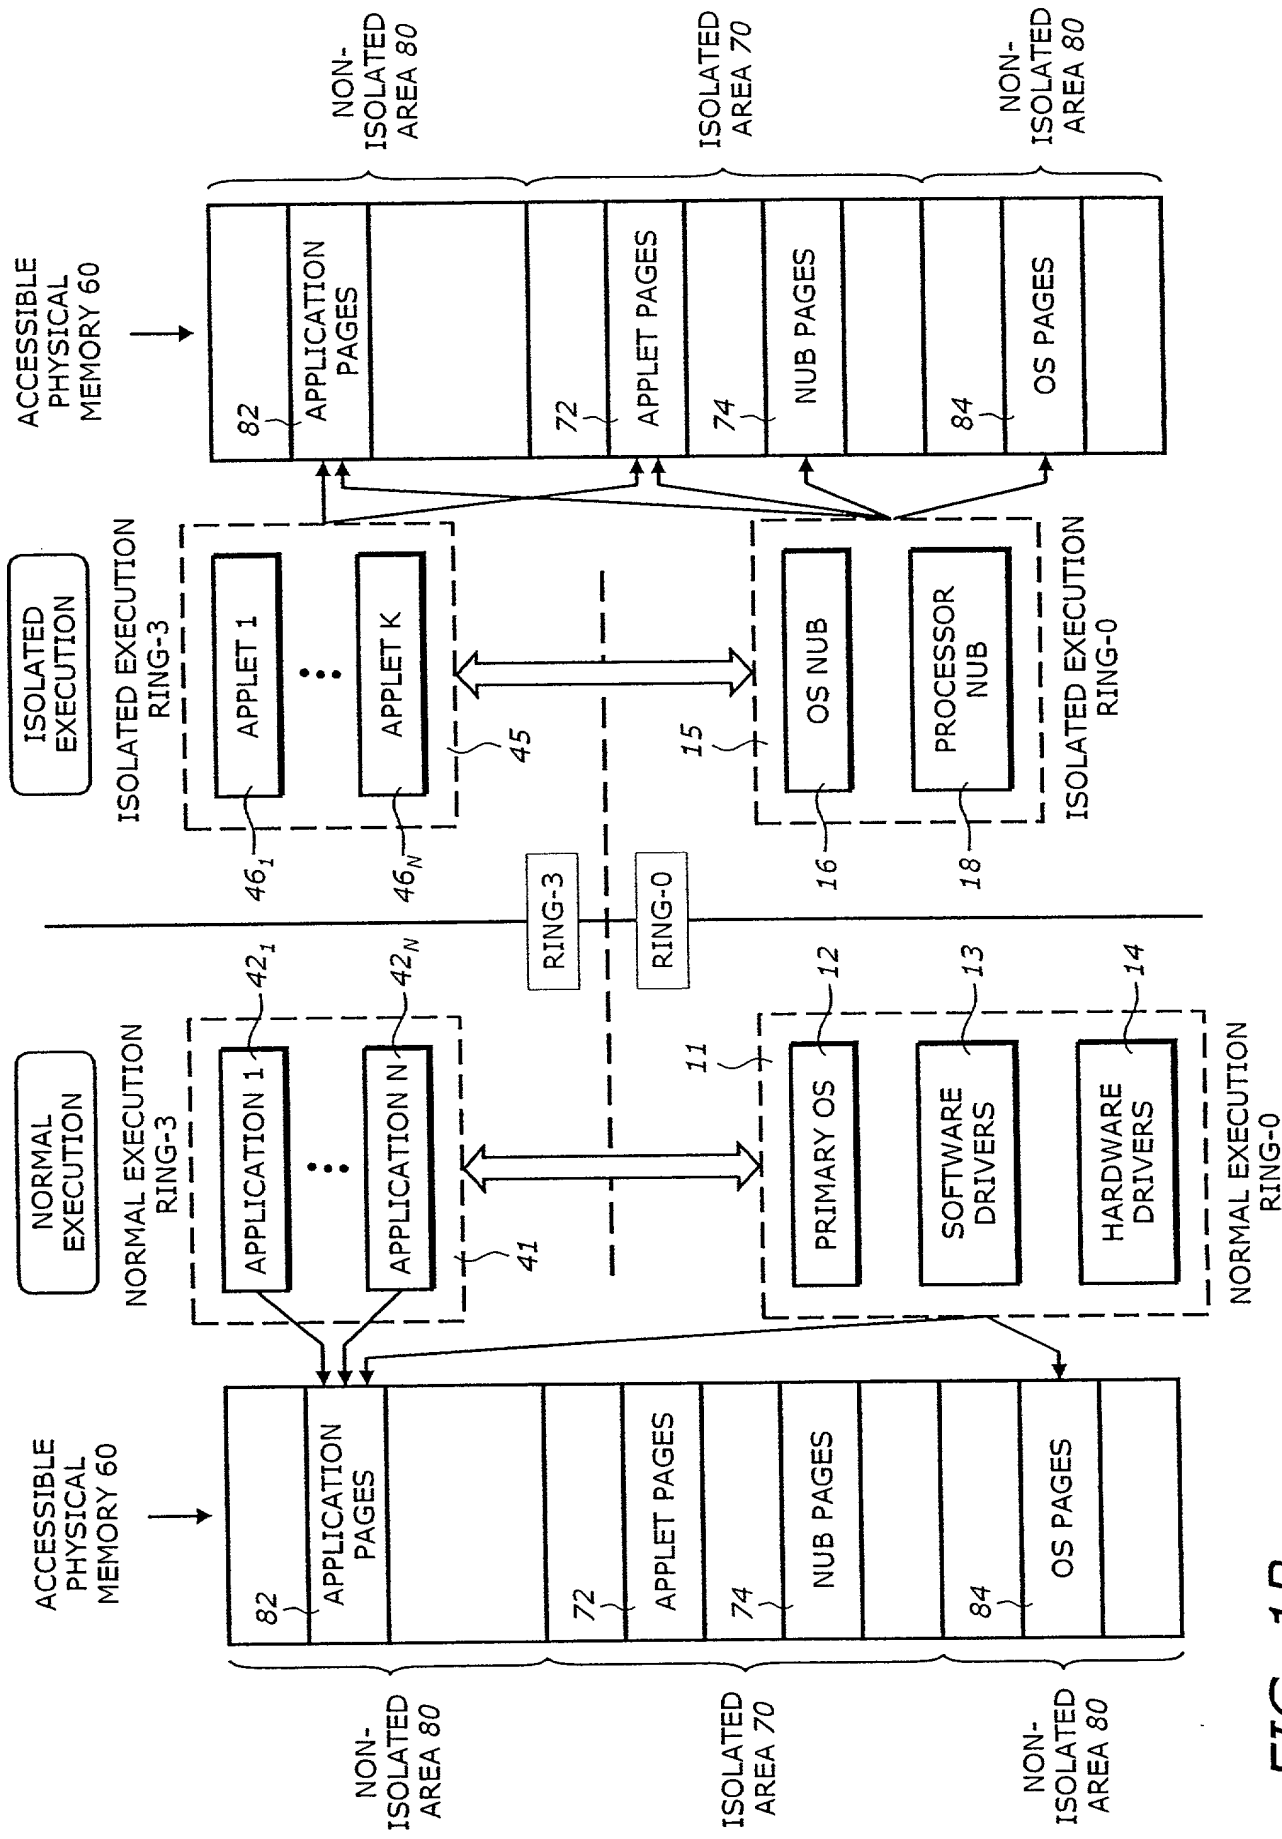 ACCESSIBLE
PHYSICAL
MEMORY 60
NON-
ISOLATED
AREA 80
ISOLATED
AREA 70
NON-
ISOLATED
AREA 80
82
APPLICATION
PAGES
72
APPLET PAGES
74
NUB PAGES
84
OS PAGES
NORMAL
EXECUTION
NORMAL EXECUTION
RING-3
APPLICATION 1
42₁
APPLICATION N
42N
41
11
PRIMARY OS
12
SOFTWARE
DRIVERS
13
HARDWARE
DRIVERS
14
NORMAL EXECUTION
RING-0
RING-3
RING-0
ISOLATED
EXECUTION
ISOLATED EXECUTION
RING-3
APPLET 1
46₁
APPLET K
46N
45
15
OS NUB
16
PROCESSOR
NUB
18
ISOLATED EXECUTION
RING-0
ACCESSIBLE
PHYSICAL
MEMORY 60
82
APPLICATION
PAGES
72
APPLET PAGES
74
NUB PAGES
84
OS PAGES
NON-
ISOLATED
AREA 80
ISOLATED
AREA 70
NON-
ISOLATED
AREA 80